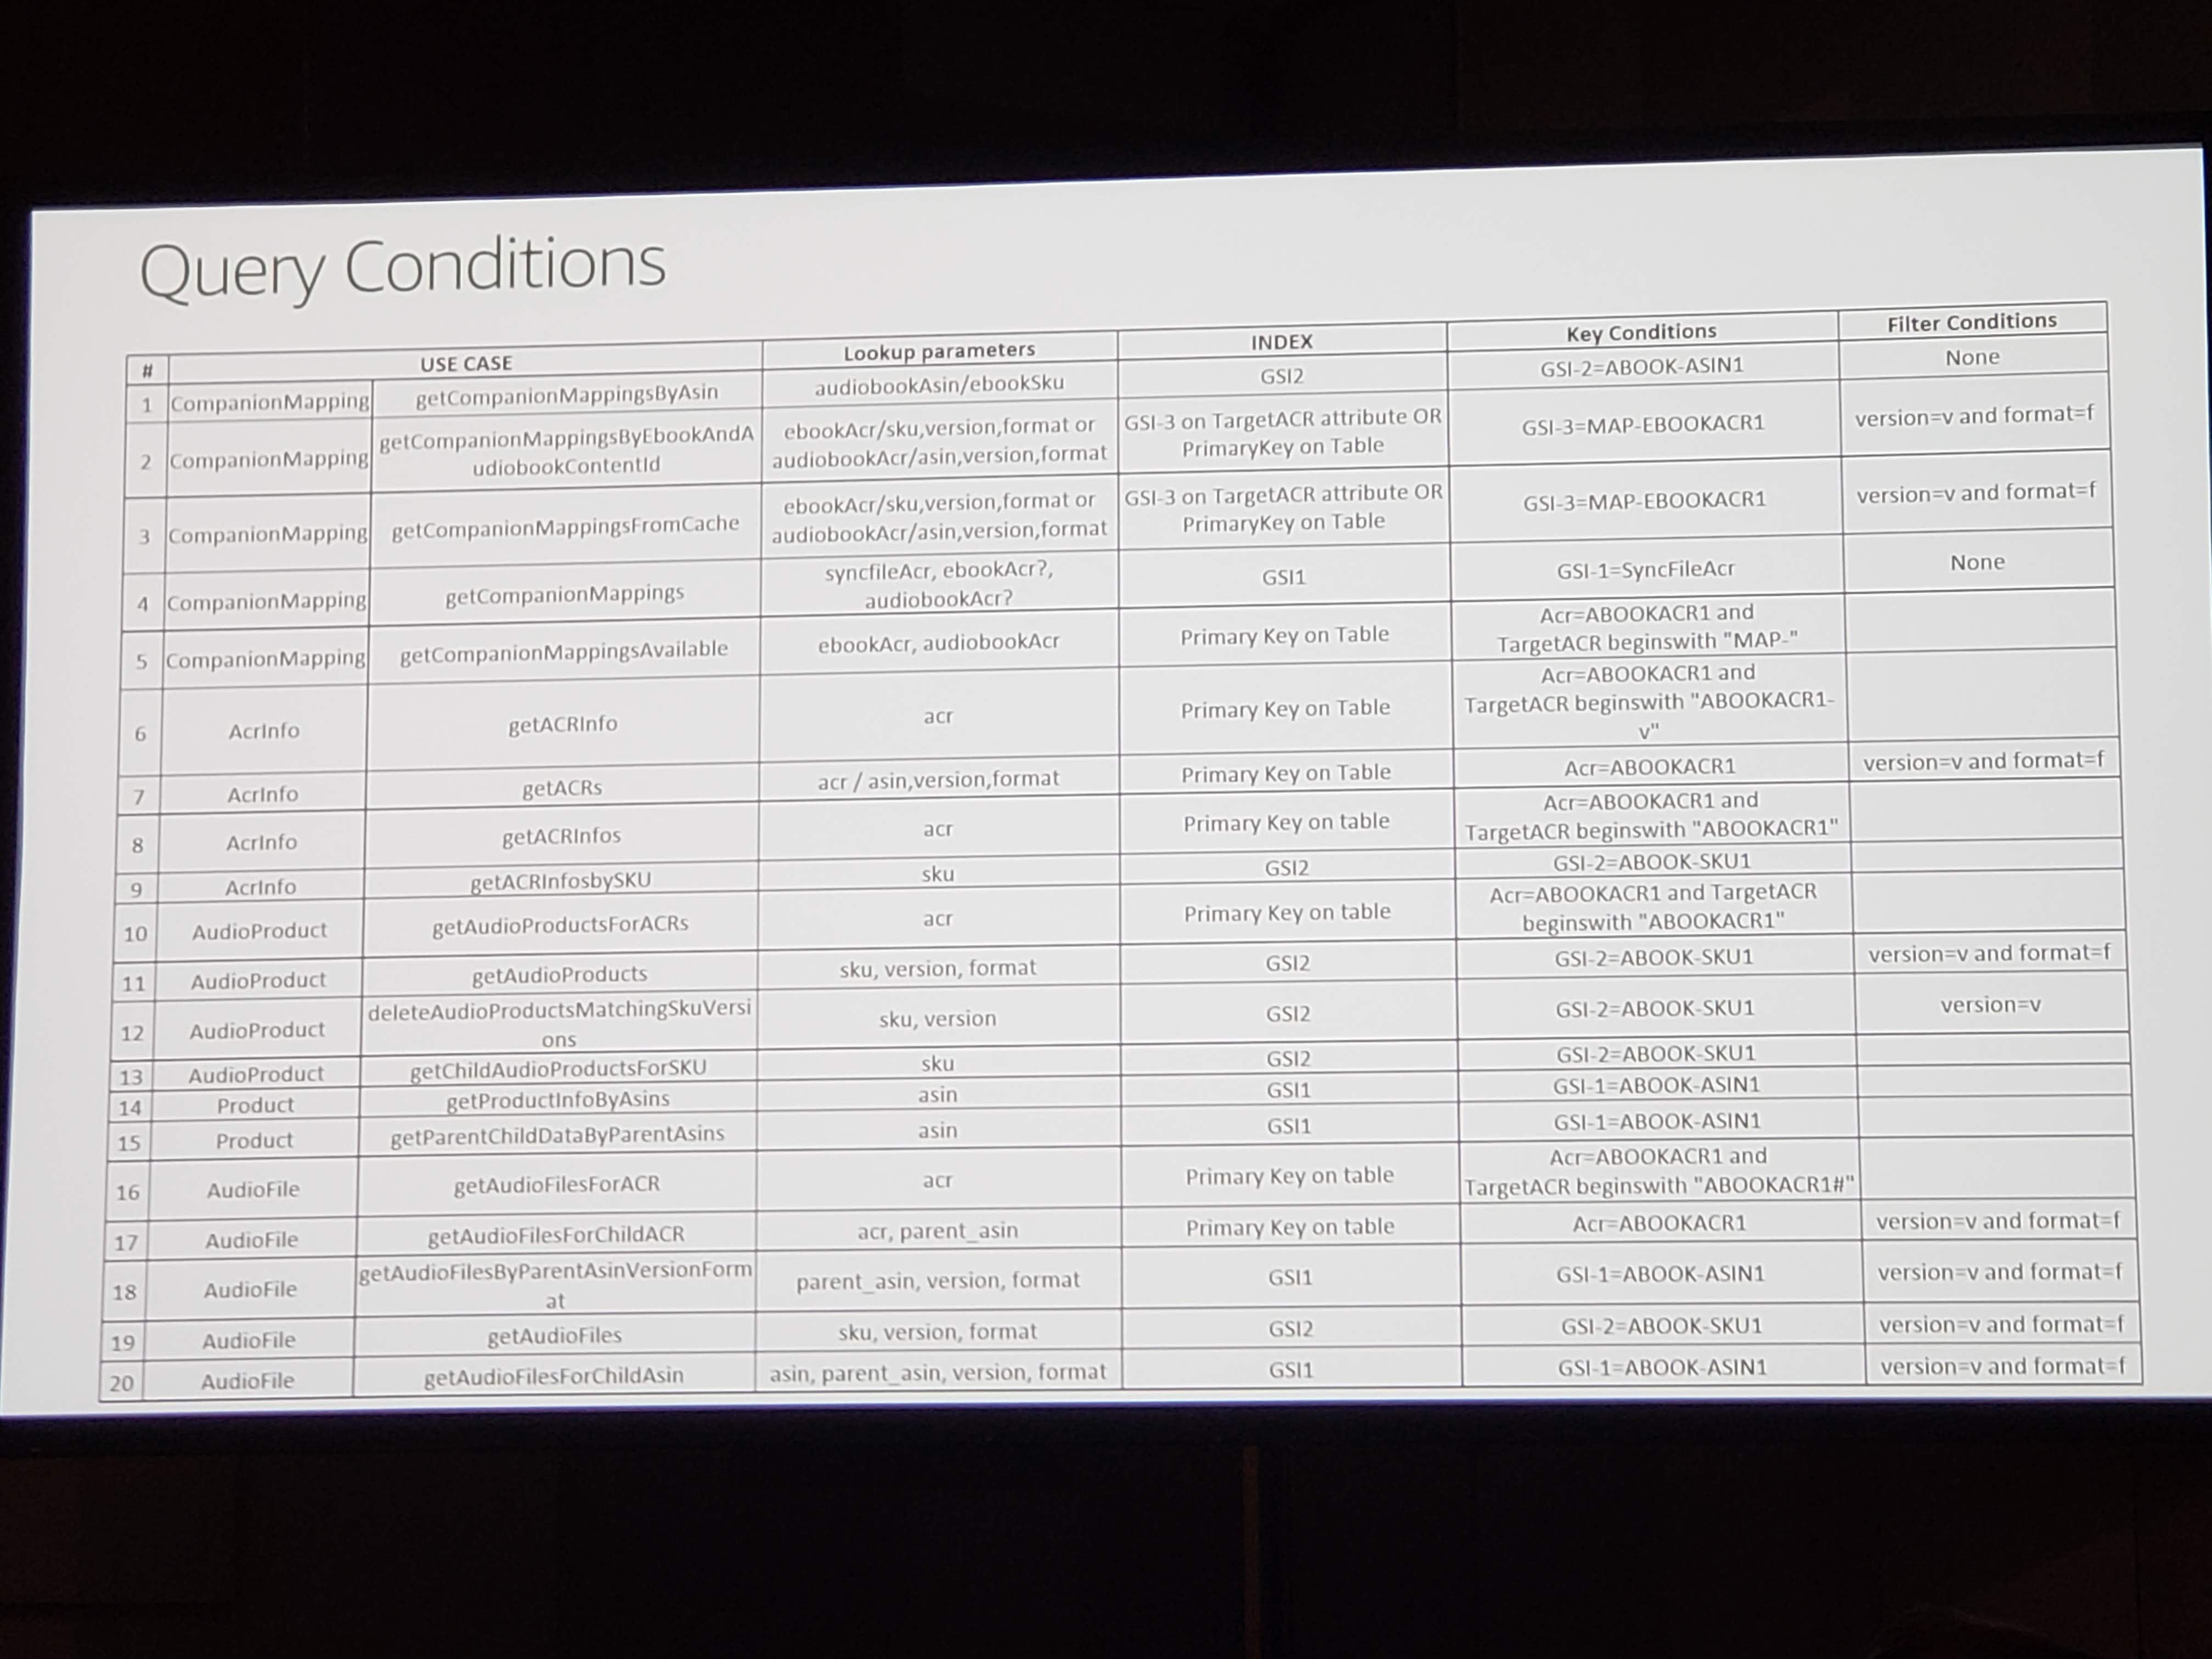 Query Conditions
# USE CASE Lookup parameters INDEX Key Conditions Filter Conditions
1 CompanionMapping getCompanionMappingsByAsin audiobookAsin/ebookSku GSI2 GSI-2=ABOOK-ASIN1 None
2 CompanionMapping getCompanionMappingsByEbookAndA
udiobookContentId ebookAcr/sku,version,format or
audiobookAcr/asin,version,format GSI-3 on TargetACR attribute OR
PrimaryKey on Table GSI-3=MAP-EBOOKACR1 version=v and format=f
3 CompanionMapping getCompanionMappingsFromCache ebookAcr/sku,version,format or
audiobookAcr/asin,version,format GSI-3 on TargetACR attribute OR
PrimaryKey on Table GSI-3=MAP-EBOOKACR1 version=v and format=f
4 CompanionMapping getCompanionMappings syncfileAcr, ebookAcr?,
audiobookAcr? GSI1 GSI-1=SyncFileAcr None
5 CompanionMapping getCompanionMappingsAvailable ebookAcr, audiobookAcr Primary Key on Table Acr=ABOOKACR1 and
TargetACR beginswith "MAP-"
6 AcrInfo getACRInfo acr Primary Key on Table Acr=ABOOKACR1 and
TargetACR beginswith "ABOOKACR1-
v"
7 AcrInfo getACRs acr / asin,version,format Primary Key on Table Acr=ABOOKACR1 version=v and format=f
8 AcrInfo getACRInfos acr Primary Key on table Acr=ABOOKACR1 and
TargetACR beginswith "ABOOKACR1"
9 AcrInfo getACRInfosbySKU sku GSI2 GSI-2=ABOOK-SKU1
10 AudioProduct getAudioProductsForACRs acr Primary Key on table Acr=ABOOKACR1 and TargetACR
beginswith "ABOOKACR1"
11 AudioProduct getAudioProducts sku, version, format GSI2 GSI-2=ABOOK-SKU1 version=v and format=f
12 AudioProduct deleteAudioProductsMatchingSkuVersi
ons sku, version GSI2 GSI-2=ABOOK-SKU1 version=v
13 AudioProduct getChildAudioProductsForSKU sku GSI2 GSI-2=ABOOK-SKU1
14 Product getProductInfoByAsins asin GSI1 GSI-1=ABOOK-ASIN1
15 Product getParentChildDataByParentAsins asin GSI1 GSI-1=ABOOK-ASIN1
16 AudioFile getAudioFilesForACR acr Primary Key on table Acr=ABOOKACR1 and
TargetACR beginswith "ABOOKACR1#"
17 AudioFile getAudioFilesForChildACR acr, parent_asin Primary Key on table Acr=ABOOKACR1 version=v and format=f
18 AudioFile getAudioFilesByParentAsinVersionForm
at parent_asin, version, format GSI1 GSI-1=ABOOK-ASIN1 version=v and format=f
19 AudioFile getAudioFiles sku, version, format GSI2 GSI-2=ABOOK-SKU1 version=v and format=f
20 AudioFile getAudioFilesForChildAsin asin, parent_asin, version, format GSI1 GSI-1=ABOOK-ASIN1 version=v and format=f